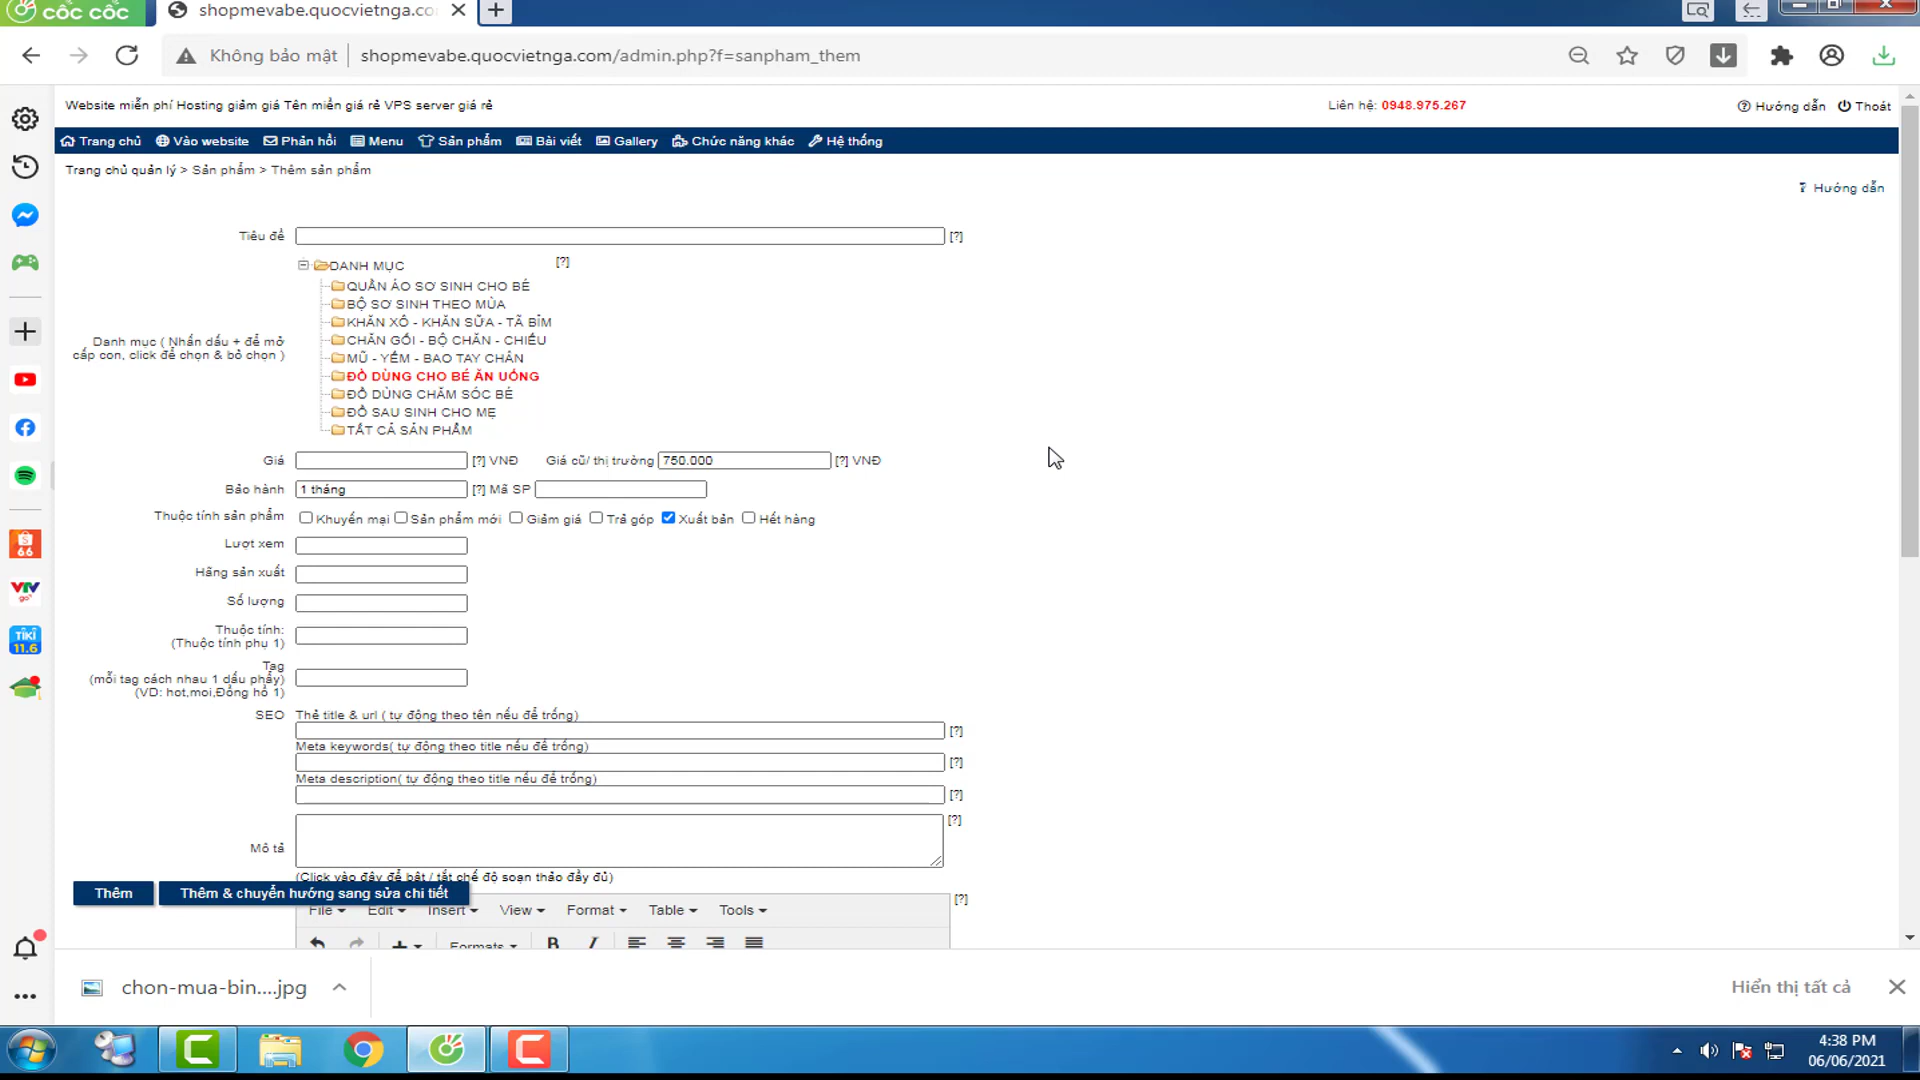 cốc cốc
shopmevabe.quocvietnga.co
Không bảo mật
shopmevabe.quocvietnga.com/admin.php?f=sanpham_them
Website miễn phí Hosting giảm giá Tên miền giá rẻ VPS server giá rẻ
Liên hệ: 0948.975.267
Hướng dẫn
Thoát
Trang chủ
Vào website
Phản hồi
Menu
Sản phẩm
Bài viết
Gallery
Chức năng khác
Hệ thống
Trang chủ quản lý > Sản phẩm > Thêm sản phẩm
Hướng dẫn
Tiêu đề
[?]
DANH MỤC
[?]
QUẦN ÁO SƠ SINH CHO BÉ
BỘ SƠ SINH THEO MÙA
KHĂN XÔ - KHĂN SỮA - TÃ BỈM
CHĂN GỐI - BỘ CHĂN - CHIẾU
MŨ - YẾM - BAO TAY CHÂN
ĐỒ DÙNG CHO BÉ ĂN UỐNG
ĐỒ DÙNG CHĂM SÓC BÉ
ĐỒ SAU SINH CHO MẸ
TẤT CẢ SẢN PHẨM
Danh mục ( Nhấn dấu + để mở
cấp con, click để chọn & bỏ chọn )
Giá
[?] VNĐ
Giá cũ/ thị trường
750.000
[?] VNĐ
Bảo hành
1 tháng
[?] Mã SP
Thuộc tính sản phẩm
Khuyến mại
Sản phẩm mới
Giảm giá
Trả góp
Xuất bản
Hết hàng
Lượt xem
Hãng sản xuất
Số lượng
Thuộc tính:
(Thuộc tính phụ 1)
Tag
(mỗi tag cách nhau 1 dấu phẩy)
(VD: hot,moi,Đồng hồ 1)
SEO
Thẻ title & url ( tự động theo tên nếu để trống)
[?]
Meta keywords( tự động theo title nếu để trống)
[?]
Meta description( tự động theo title nếu để trống)
[?]
Mô tả
[?]
(Click vào đây để bật / tắt chế độ soạn thảo đầy đủ)
Thêm
Thêm & chuyển hướng sang sửa chi tiết
[?]
File
Edit
Insert
View
Format
Table
Tools
Formats
B
I
66
VTV
go
TIKI
11.6
chon-mua-bin....jpg
Hiển thị tất cả
4:38 PM
06/06/2021